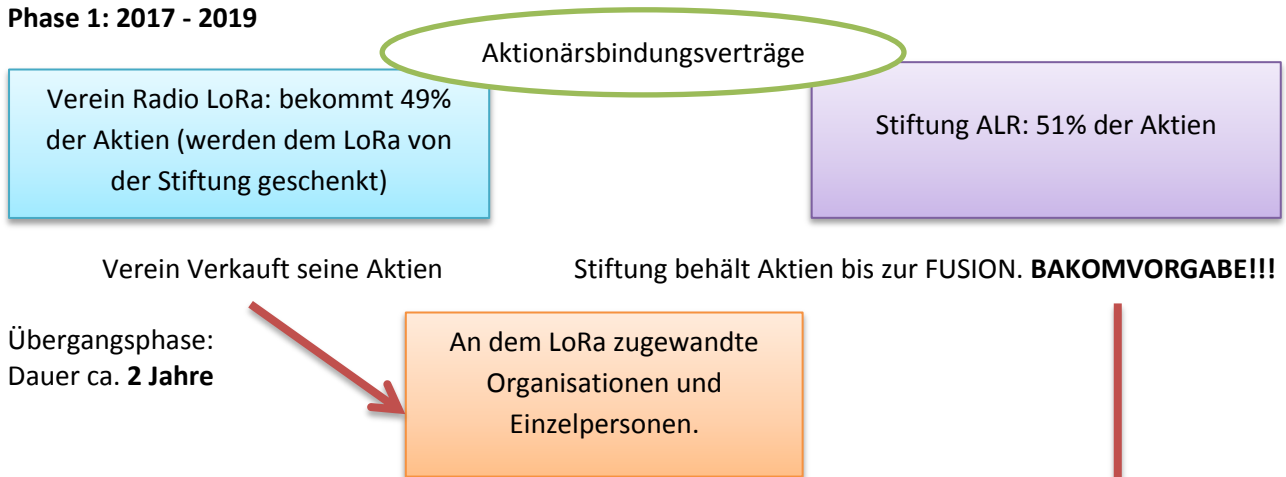 Phase 1: 2017 - 2019
Aktionärsbindungsverträge
Verein Radio LoRa: bekommt 49%
der Aktien (werden dem LoRa von
der Stiftung geschenkt)
Stiftung ALR: 51% der Aktien
Verein Verkauft seine Aktien
Stiftung behält Aktien bis zur FUSION. BAKOMVORGABE!!!
Übergangsphase:
Dauer ca. 2 Jahre
An dem LoRa zugewandte
Organisationen und
Einzelpersonen.